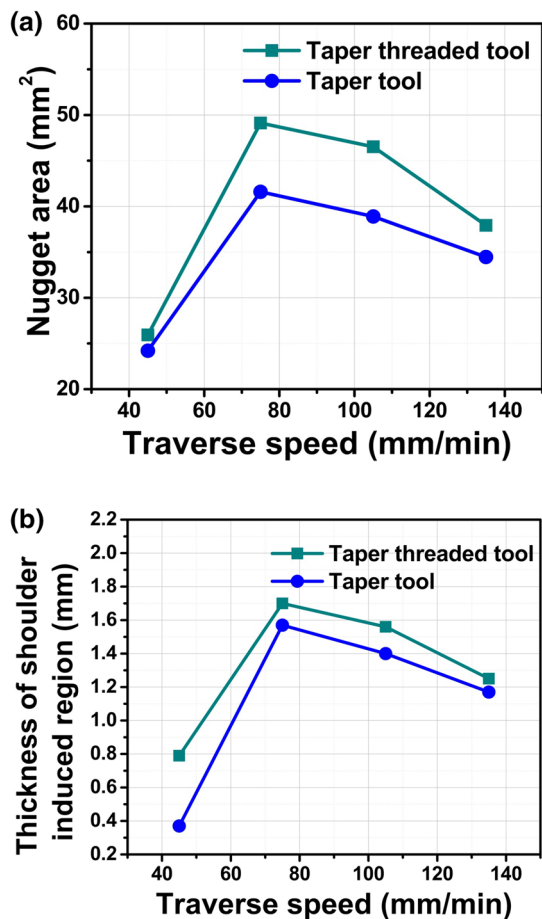 (a)
60
50
40
30
20
Nugget area (mm²)
Taper threaded tool
Taper tool
40 60 80 100 120 140
Traverse speed (mm/min)
(b)
2.2
2.0
1.8
1.6
1.4
1.2
1.0
0.8
0.6
0.4
0.2
Thickness of shoulder
induced region (mm)
Taper threaded tool
Taper tool
40 60 80 100 120 140
Traverse speed (mm/min)